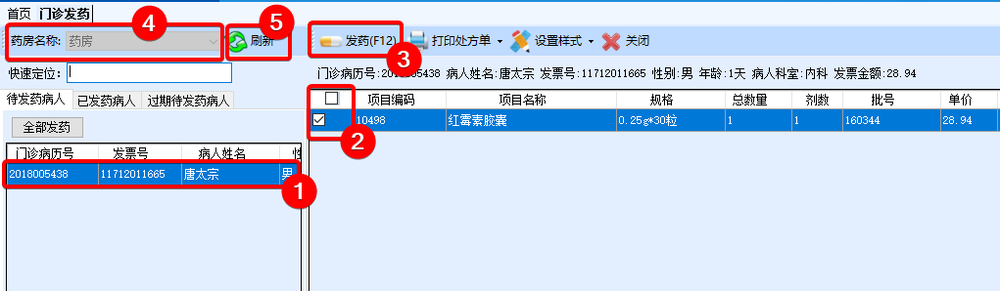 首页 门诊发药
药房名称: 药房 4 5 刷新 发药(F12) 打印处方单 设置样式 关闭
3
快速定位: 门诊病历号:2018005438 病人姓名:唐太宗 发票号:11712011665 性别:男 年龄:1天 病人科室:内科 发票金额:28.94
待发药病人 已发药病人 过期待发药病人 项目编码 项目名称 规格 总数量 剂数 批号 单价
全部发药 10498 红霉素胶囊 0.25g*30粒 1 1 160344 28.94
2
门诊病历号 发票号 病人姓名
2018005438 11712011665 唐太宗 男 1